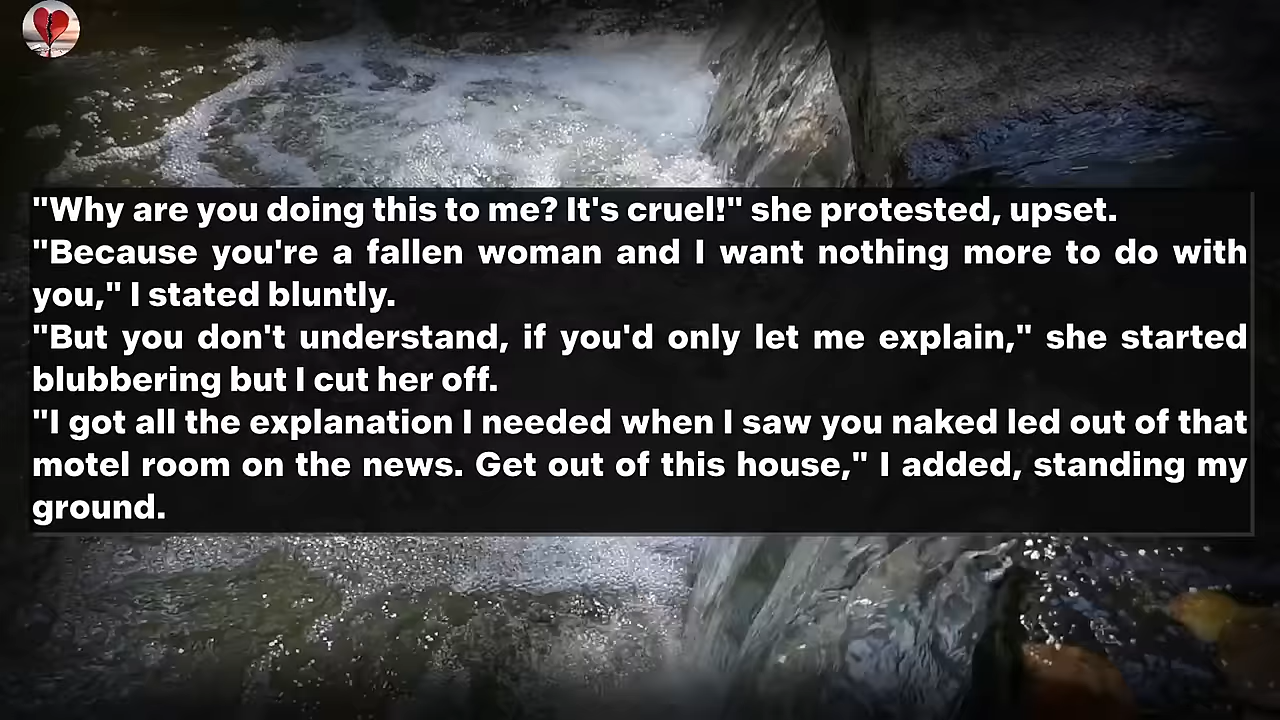 "Why are you doing this to me? It's cruel!" she protested, upset.
"Because you're a fallen woman and I want nothing more to do with
you," I stated bluntly.
"But you don't understand, if you'd only let me explain," she started
blubbering but I cut her off.
"I got all the explanation I needed when I saw you naked led out of that
motel room on the news. Get out of this house," I added, standing my
ground.